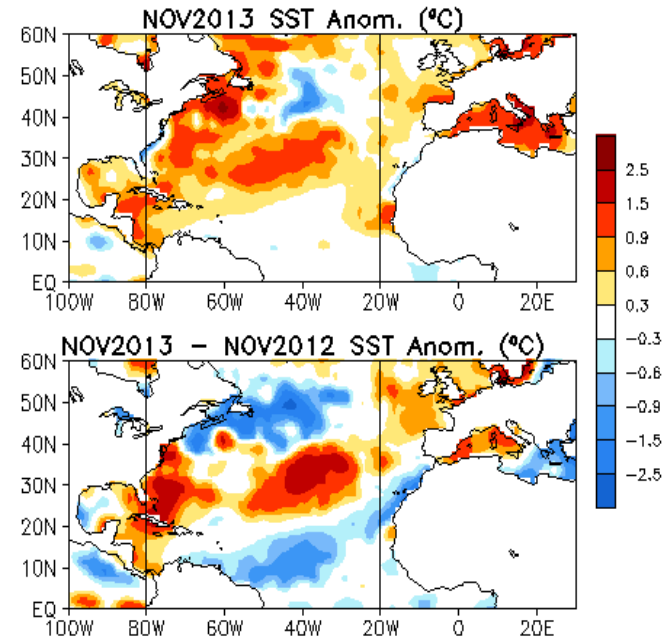 NOV2013 SST Anom. (ºC)
60N
50N
40N
30N
20N
10N
EQ
100W 80W 60W 40W 20W 0 20E
2.5
1.5
0.9
0.6
0.3
-0.3
-0.6
-0.9
-1.5
-2.5
NOV2013 - NOV2012 SST Anom. (ºC)
60N
50N
40N
30N
20N
10N
EQ
100W 80W 60W 40W 20W 0 20E